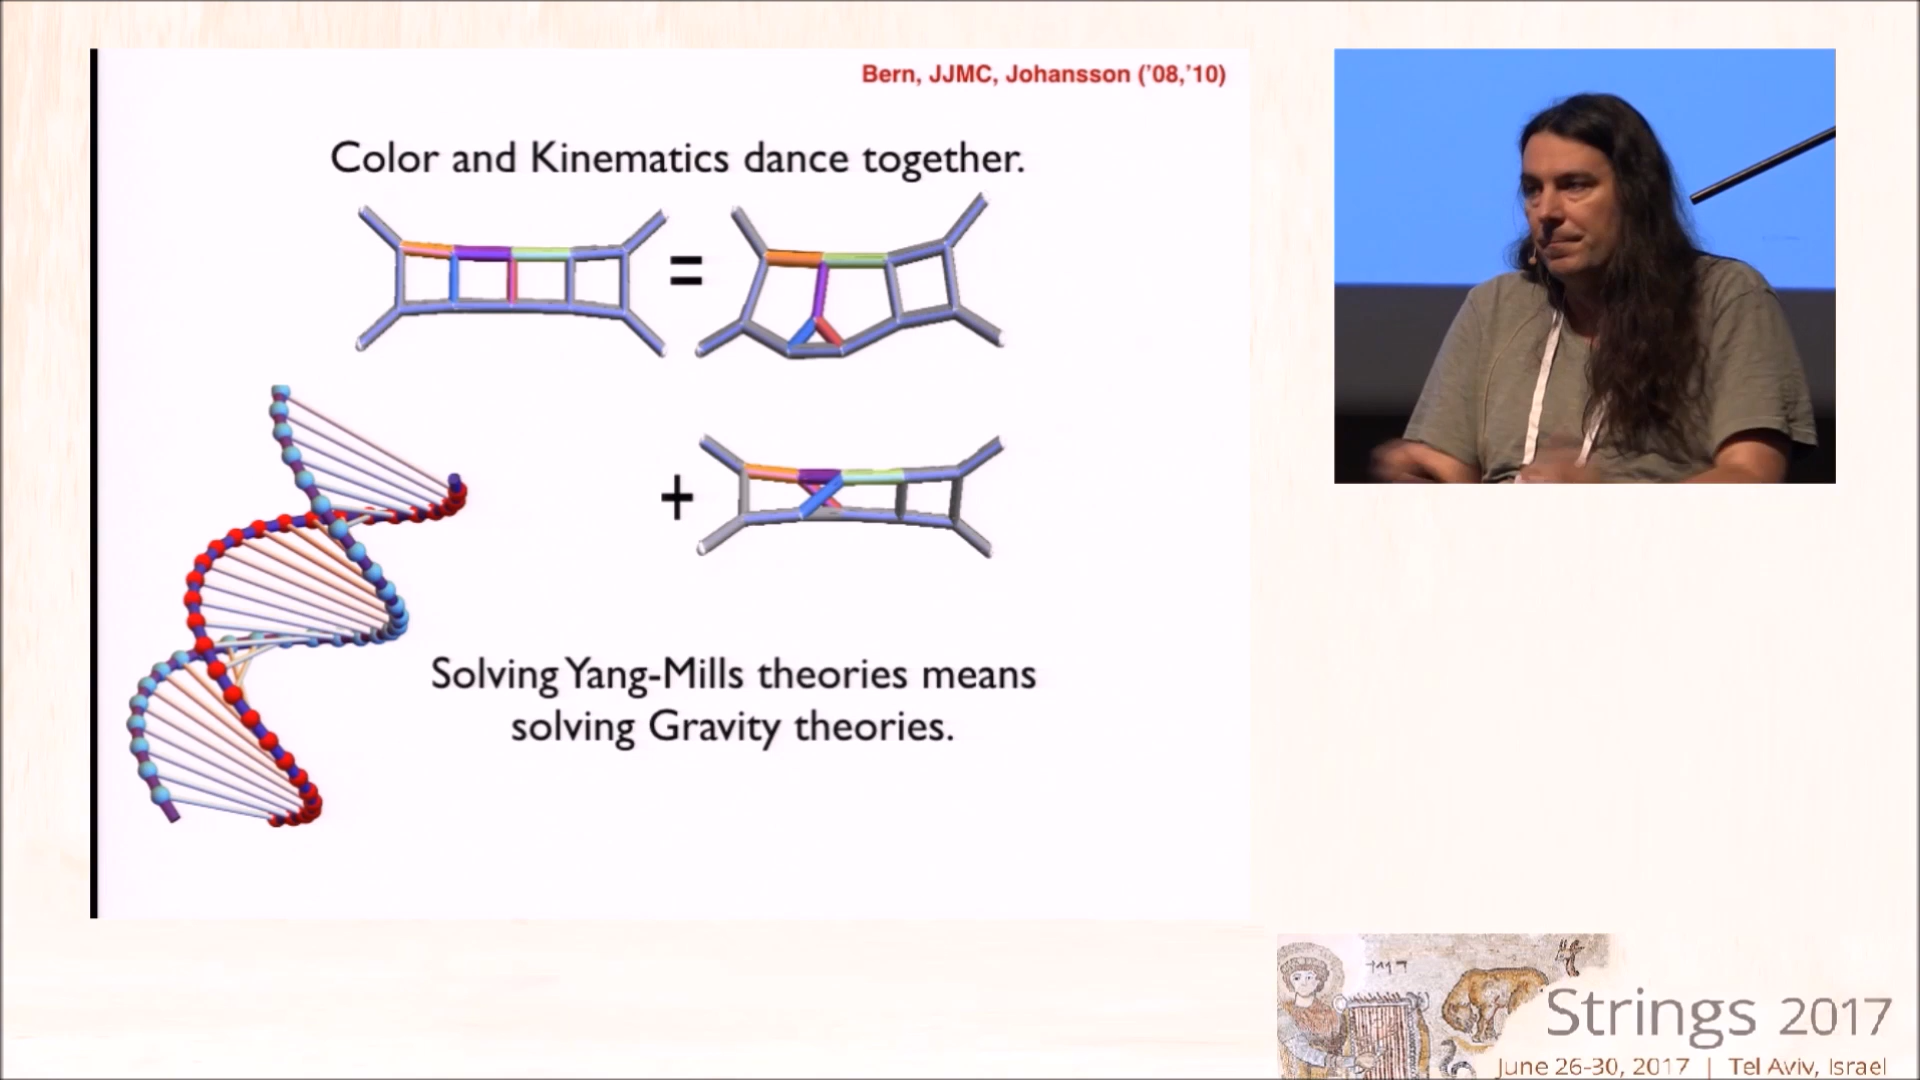 Bern, JJMC, Johansson ('08,'10)
Color and Kinematics dance together.
=
+
Solving Yang-Mills theories means
solving Gravity theories.
Strings 2017
June 26-30, 2017 | Tel Aviv, Israel